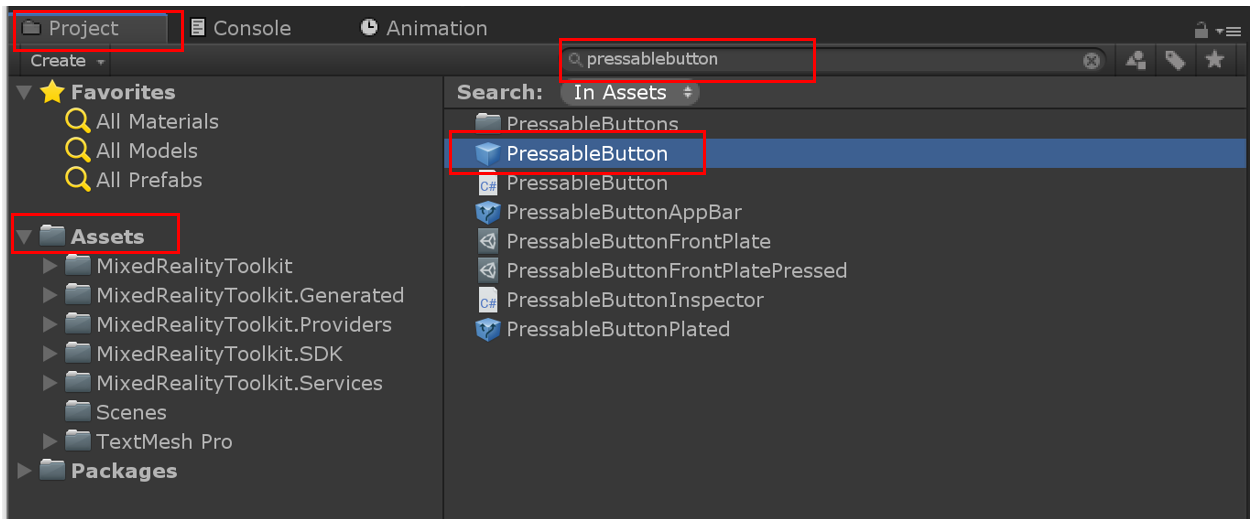 Project
Console
Animation
Create
pressablebutton
Favorites
All Materials
All Models
All Prefabs
Assets
MixedRealityToolkit
MixedRealityToolkit.Generated
MixedRealityToolkit.Providers
MixedRealityToolkit.SDK
MixedRealityToolkit.Services
Scenes
TextMesh Pro
Packages
Search: In Assets
PressableButtons
PressableButton
C# PressableButton
PressableButtonAppBar
PressableButtonFrontPlate
PressableButtonFrontPlatePressed
C# PressableButtonInspector
PressableButtonPlated